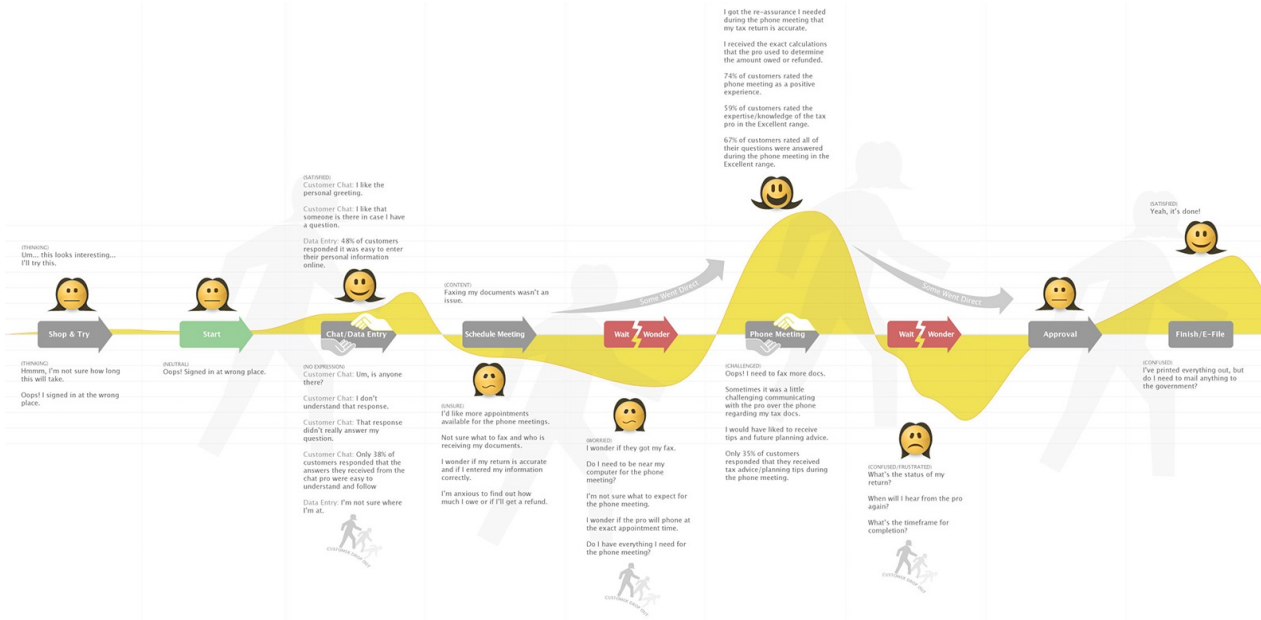 I got the re-assurance I needed
during the phone meeting that
my tax return is accurate.
I received the exact calculations
that the pro used to determine
the amount owed or refunded.
74% of customers rated the
phone meeting as a positive
experience.
59% of customers rated the
expertise/knowledge of the tax
pro in the Excellent range.
67% of customers rated all of
their questions were answered
during the phone meeting in the
Excellent range.
(THINKING)
Um... this looks interesting...
I'll try this.
(SATISFIED)
Customer Chat: I like the
personal greeting.
Customer Chat: I like that
someone is there in case I have
a question.
Data Entry: 48% of customers
responded it was easy to enter
their personal information
online.
(CONTENT)
Faxing my documents wasn't an
issue.
Some Went Direct
Some Went Direct
(SATISFIED)
Yeah, it's done!
Shop & Try
Start
Chat/Data Entry
Schedule Meeting
Wait Wonder
Phone Meeting
Wait Wonder
Approval
Finish/E-File
(THINKING)
Hmmm, I'm not sure how long
this will take.
Oops! I signed in at the wrong
place.
(NEUTRAL)
Oops! Signed in at wrong place.
(NO EXPRESSION)
Customer Chat: Um, is anyone
there?
Customer Chat: I don't
understand that response.
Customer Chat: That response
didn't really answer my
question.
Customer Chat: Only 38% of
customers responded that the
answers they received from the
chat pro were easy to
understand and follow
Data Entry: I'm not sure where
I'm at.
CUSTOMER DROP OUT
(UNSURE)
I'd like more appointments
available for the phone meetings.
Not sure what to fax and who is
receiving my documents.
I wonder if my return is accurate
and if I entered my information
correctly.
I'm anxious to find out how
much I owe or if I'll get a refund.
(WORRIED)
I wonder if they got my fax.
Do I need to be near my
computer for the phone
meeting?
I'm not sure what to expect for
the phone meeting.
I wonder if the pro will phone at
the exact appointment time.
Do I have everything I need for
the phone meeting?
CUSTOMER DROP OUT
(CHALLENGED)
Oops! I need to fax more docs.
Sometimes it was a little
challenging communicating
with the pro over the phone
regarding my tax docs.
I would have liked to receive
tips and future planning advice.
Only 35% of customers
responded that they received
tax advice/planning tips during
the phone meeting.
(CONFUSED/FRUSTRATED)
What's the status of my
return?
When will I hear from the pro
again?
What's the timeframe for
completion?
CUSTOMER DROP OUT
(CONFUSED)
I've printed everything out, but
do I need to mail anything to
the government?